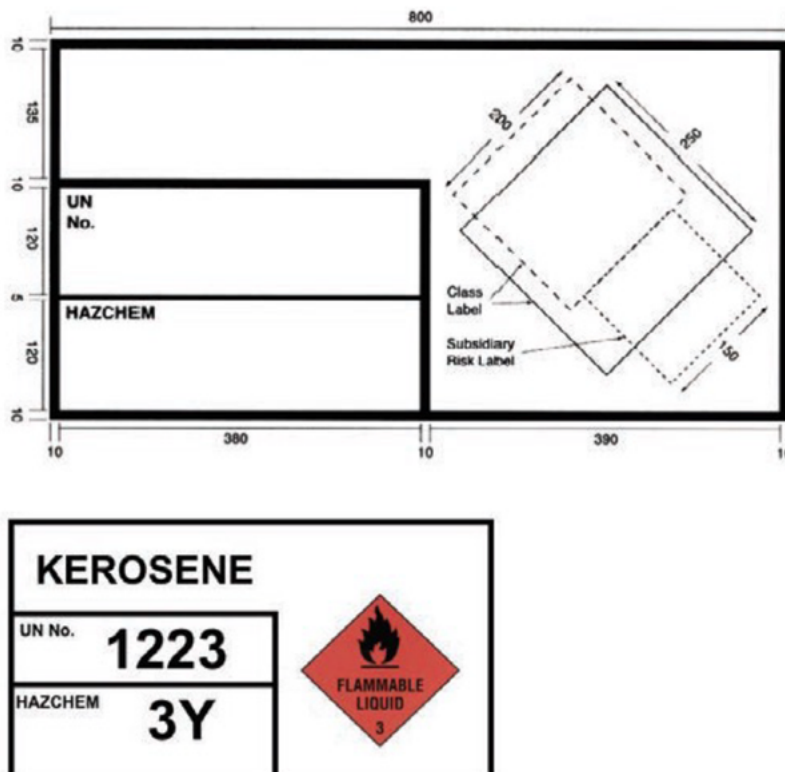 800
10
135
10
120
5
120
10
200
250
UN
No.
HAZCHEM
Class
Label
Subsidiary
Risk Label
150
10
380
10
390
KEROSENE
UN No.
1223
HAZCHEM
3Y
FLAMMABLE
LIQUID
3